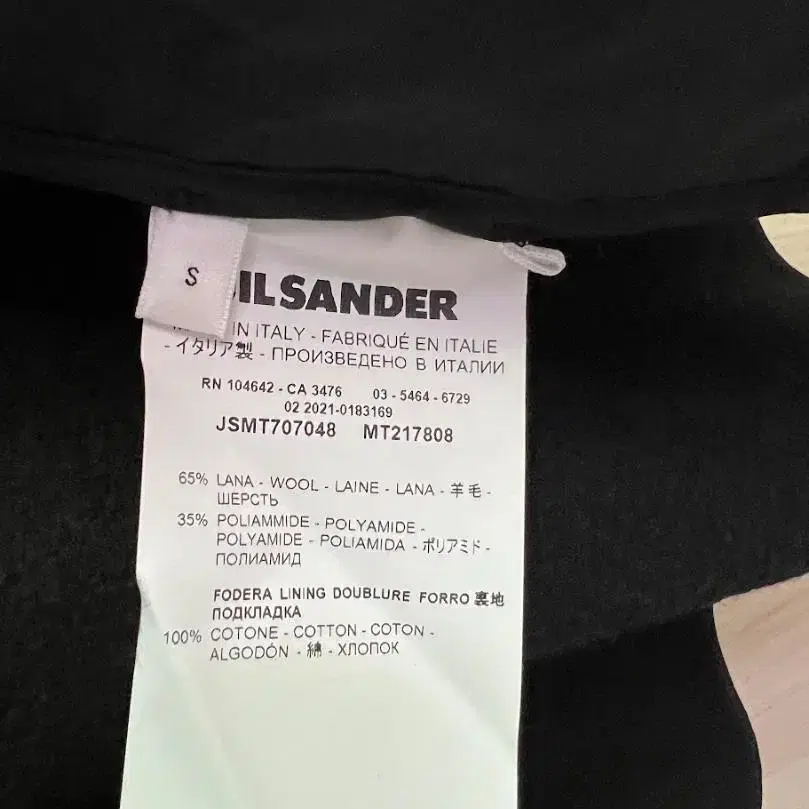 S
IL SANDER
IN ITALY - FABRIQUÉ EN ITALIE
- イタリア製 - ПРОИЗВЕДЕНО В ИТАЛИИ
RN 104642 - CA 3476 03 - 5464 - 6729
02 2021-0183169
JSMT707048 MT217808
65% LANA - WOOL - LAINE - LANA - 羊毛 -
ШЕРСТЬ
35% POLIAMMIDE - POLYAMIDE -
POLYAMIDE - POLIAMIDA - ポリアミド -
ПОЛИАМИД
FODERA LINING DOUBLURE FORRO 裏地
ПОДКЛАДКА
100% COTONE - COTTON - COTON -
ALGODÓN - 綿 - ХЛОПОК